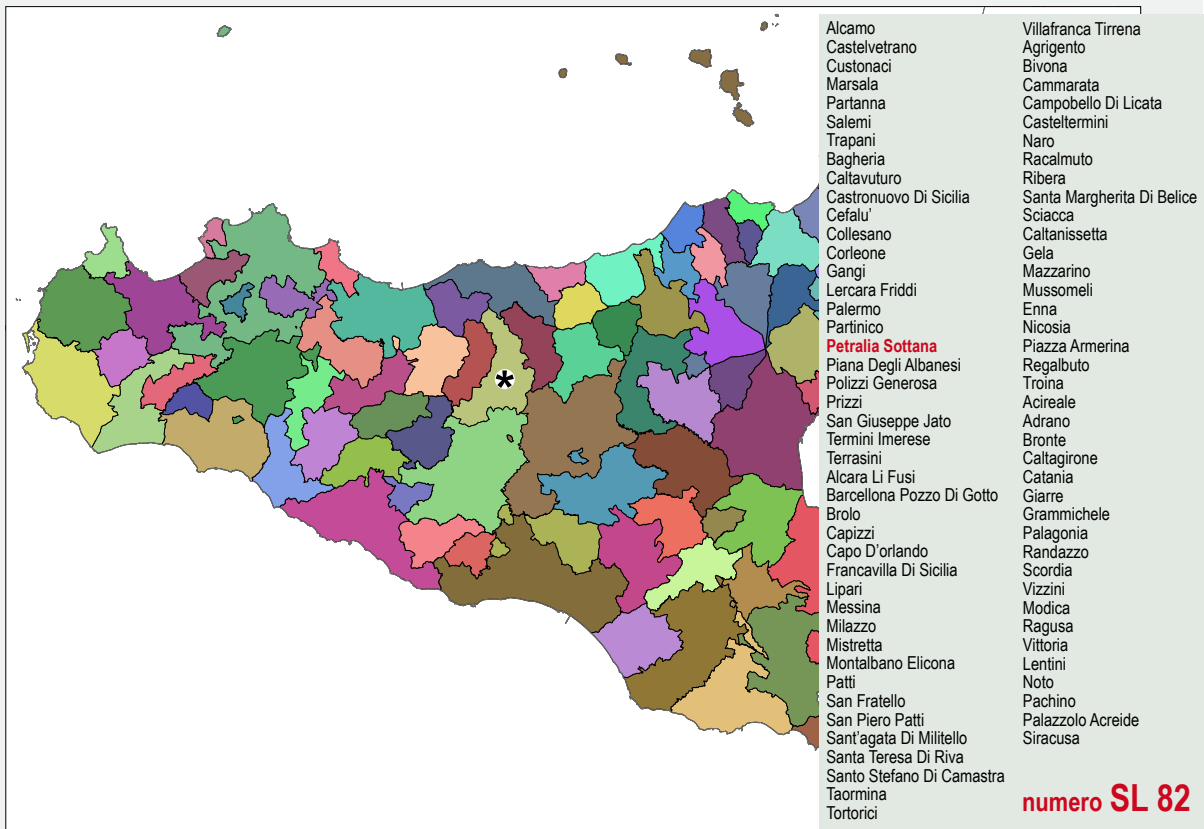 Alcamo
Castelvetrano
Custonaci
Marsala
Partanna
Salemi
Trapani
Bagheria
Caltavuturo
Castronuovo Di Sicilia
Cefalu'
Collesano
Corleone
Gangi
Lercara Friddi
Palermo
Partinico
Petralia Sottana
Piana Degli Albanesi
Polizzi Generosa
Prizzi
San Giuseppe Jato
Termini Imerese
Terrasini
Alcara Li Fusi
Barcellona Pozzo Di Gotto
Brolo
Capizzi
Capo D'orlando
Francavilla Di Sicilia
Lipari
Messina
Milazzo
Mistretta
Montalbano Elicona
Patti
San Fratello
San Piero Patti
Sant'agata Di Militello
Santa Teresa Di Riva
Santo Stefano Di Camastra
Taormina
Tortorici
Villafranca Tirrena
Agrigento
Bivona
Cammarata
Campobello Di Licata
Casteltermini
Naro
Racalmuto
Ribera
Santa Margherita Di Belice
Sciacca
Caltanissetta
Gela
Mazzarino
Mussomeli
Enna
Nicosia
Piazza Armerina
Regalbuto
Troina
Acireale
Adrano
Bronte
Caltagirone
Catania
Giarre
Grammichele
Palagonia
Randazzo
Scordia
Vizzini
Modica
Ragusa
Vittoria
Lentini
Noto
Pachino
Palazzolo Acreide
Siracusa
numero SL 82
*